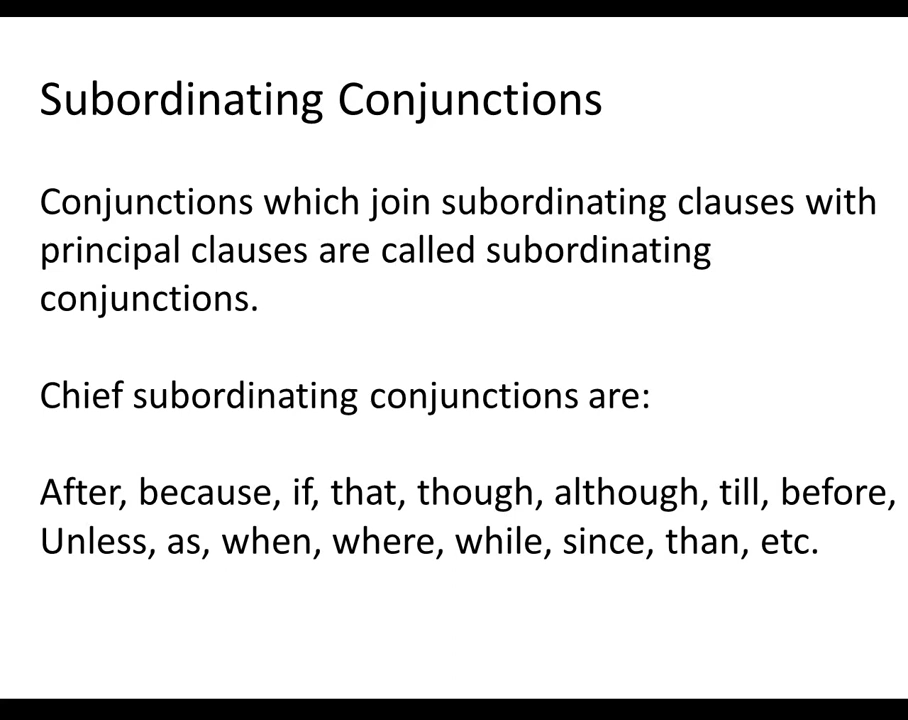 Subordinating Conjunctions
Conjunctions which join subordinating clauses with
principal clauses are called subordinating
conjunctions.
Chief subordinating conjunctions are:
After, because, if, that, though, although, till, before,
Unless, as, when, where, while, since, than, etc.